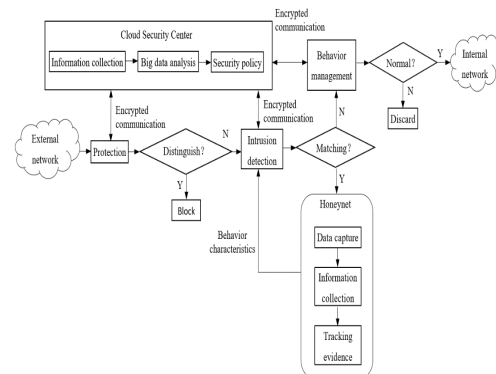 Cloud Security Center
Information collection
Big data analysis
Security policy
Encrypted
communication
Behavior
management
Normal?
Y
Internal
network
N
Discard
Encrypted
communication
Encrypted
communication
N
External
network
Protection
Distinguish?
N
Intrusion
detection
Matching?
Y
Block
Y
Honeynet
Behavior
characteristics
Data capture
Information
collection
Tracking
evidence